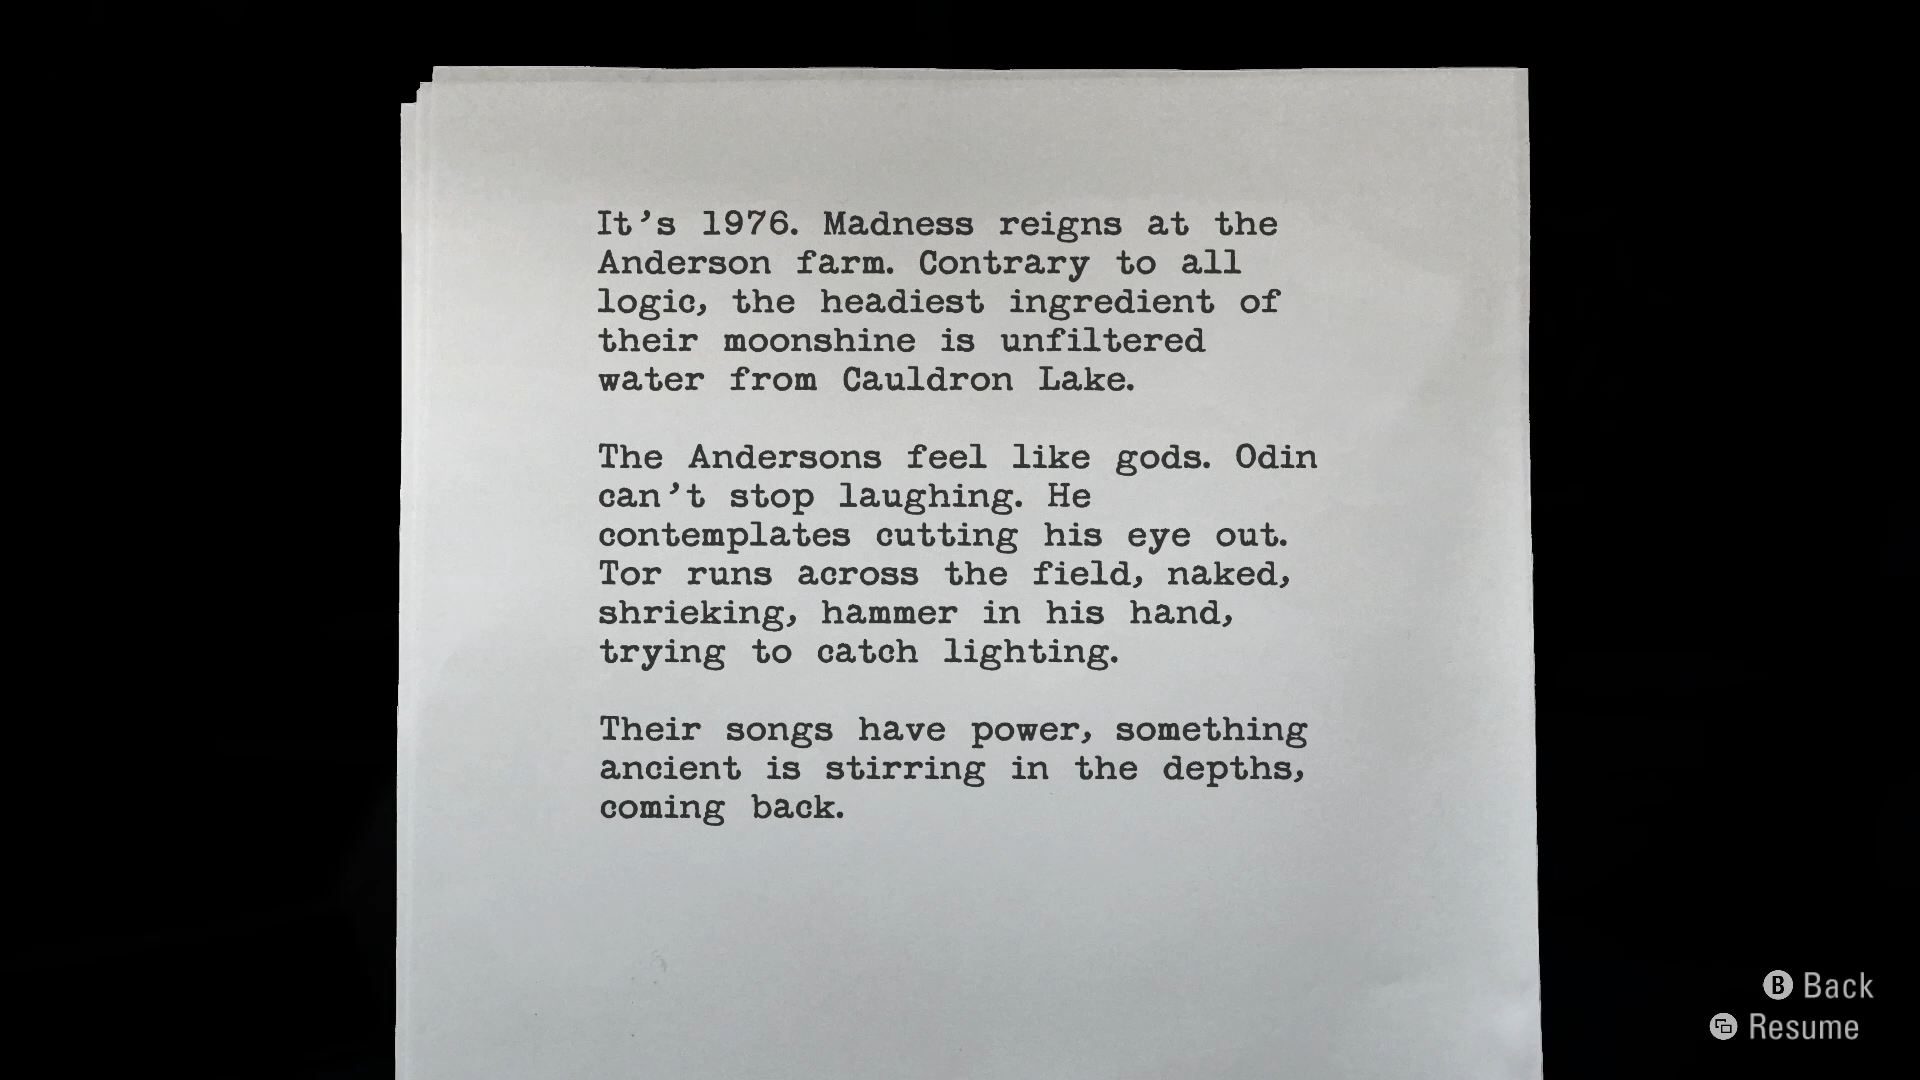 It's 1976. Madness reigns at the
Anderson farm. Contrary to all
logic, the headiest ingredient of
their moonshine is unfiltered
water from Cauldron Lake.
The Andersons feel like gods. Odin
can't stop laughing. He
contemplates cutting his eye out.
Tor runs across the field, naked,
shrieking, hammer in his hand,
trying to catch lighting.
Their songs have power, something
ancient is stirring in the depths,
coming back.
B Back
Resume